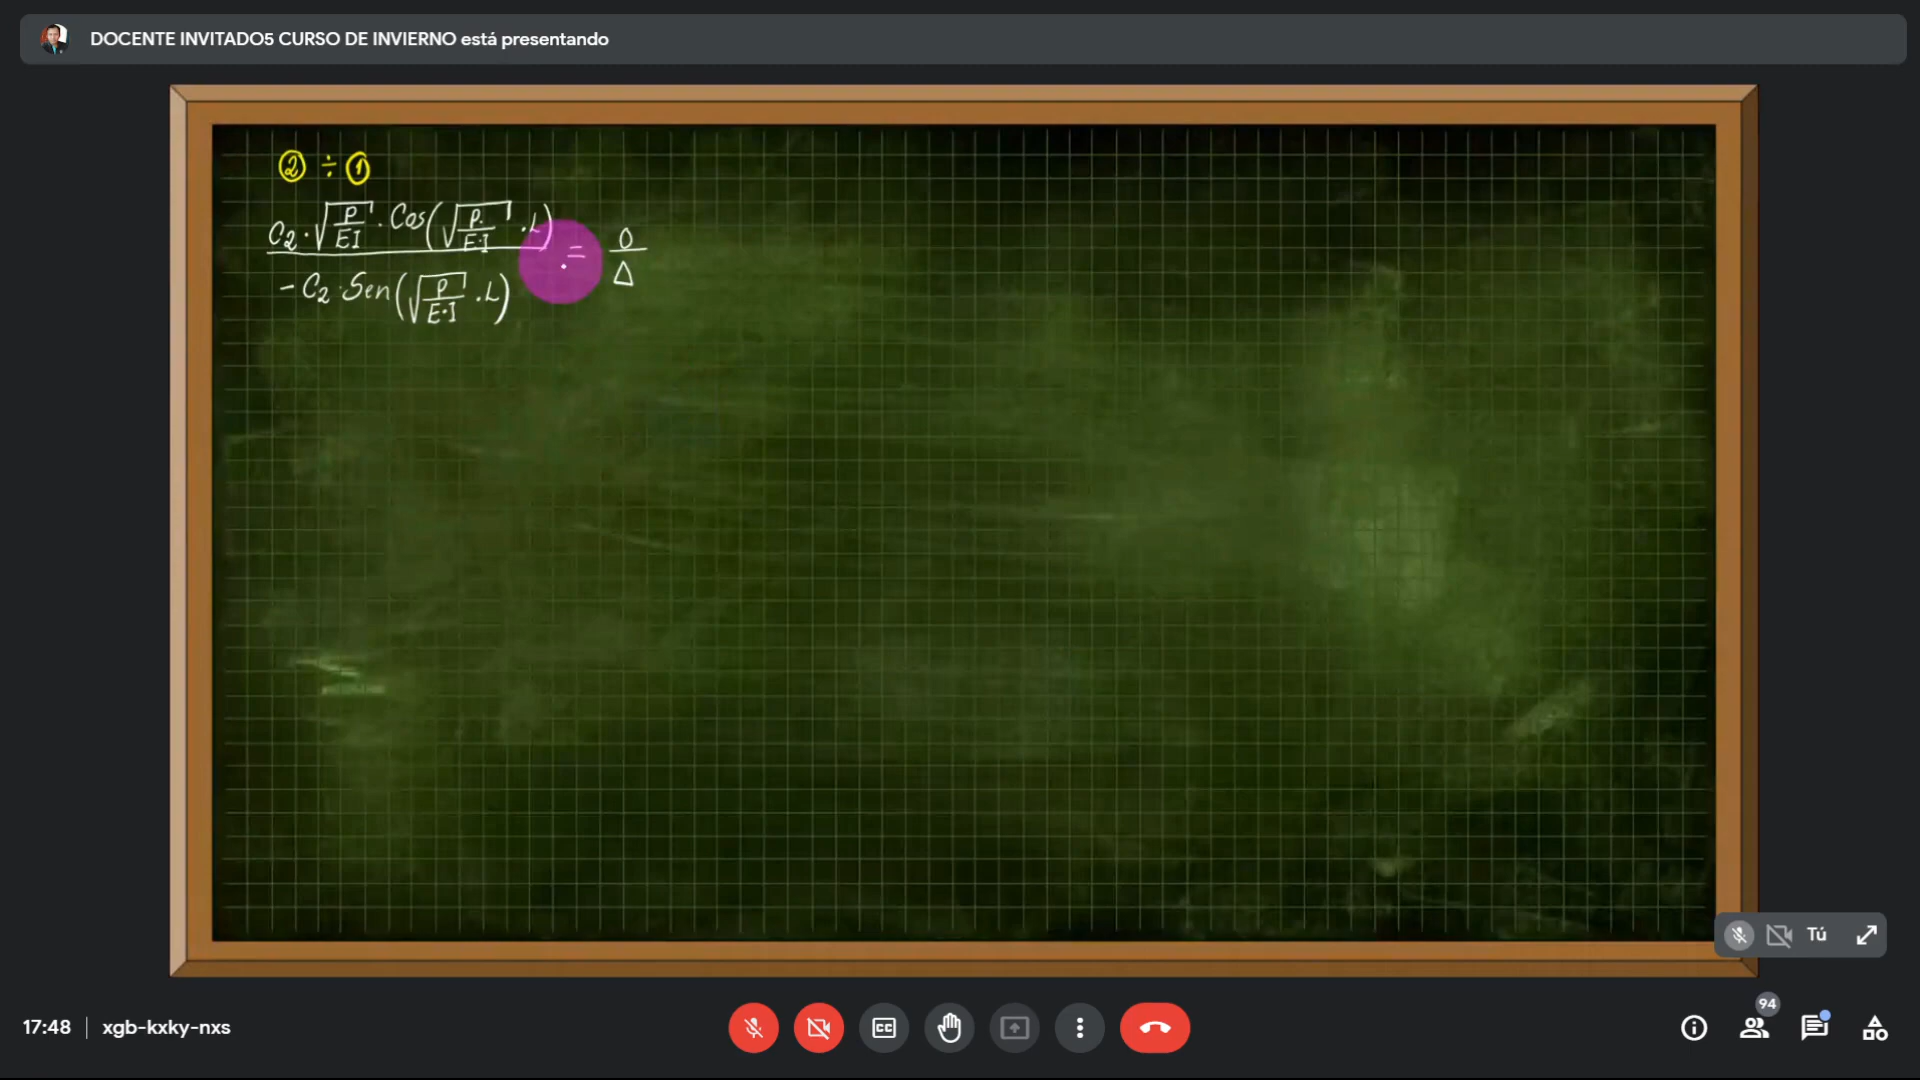 DOCENTE INVITADO5 CURSO DE INVIERNO está presentando
② ÷ ①
C₂ · √(P/EI) · Cos(√(P/E·I) · L)
= 0/Δ
- C₂ · Sen(√(P/E·I) · L)
Tú
94
17:48 | xgb-kxky-nxs
CC